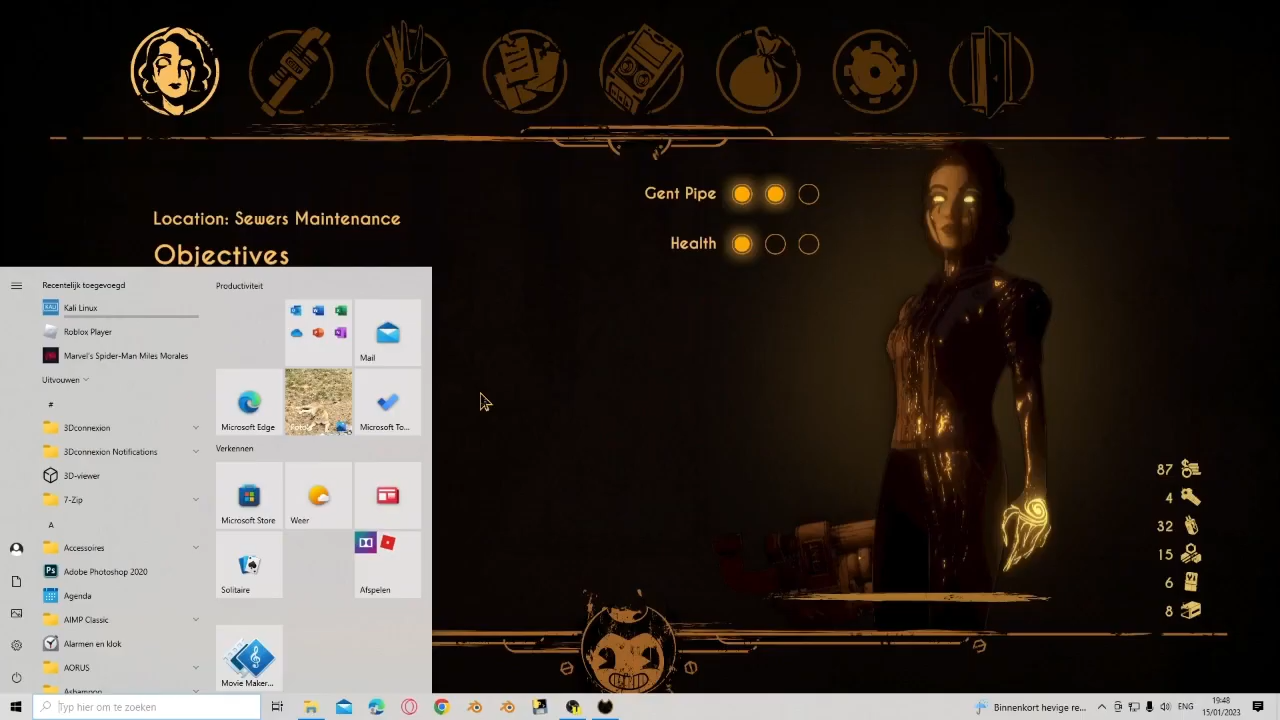 Gent Pipe
Location: Sewers Maintenance
Health
Objectives
Recentelijk toegevoegd
Productiviteit
Kali Linux
Roblox Player
Marvel's Spider-Man Miles Morales
Mail
Uitvouwen
#
3Dconnexion
Microsoft Edge
Microsoft To...
3Dconnexion Notifications
Verkennen
3D-viewer
7-Zip
Microsoft Store
Weer
A
Accessoires
Adobe Photoshop 2020
Agenda
Solitaire
Afspelen
AIMP Classic
Alarmen en klok
AORUS
Ashampoo
Movie Maker...
87
4
32
15
6
8
Typ hier om te zoeken
Binnenkort hevige re...
ENG
19:48
15/01/2023